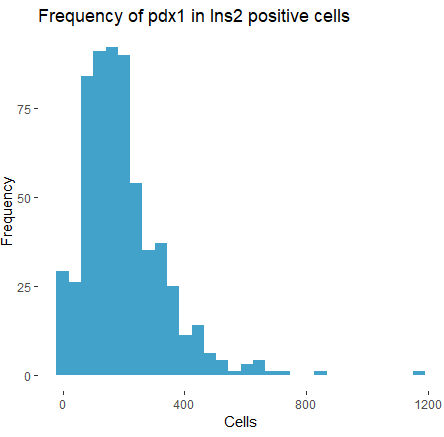 Frequency of pdx1 in Ins2 positive cells
Frequency
75
50
25
0
0 400 800 1200
Cells